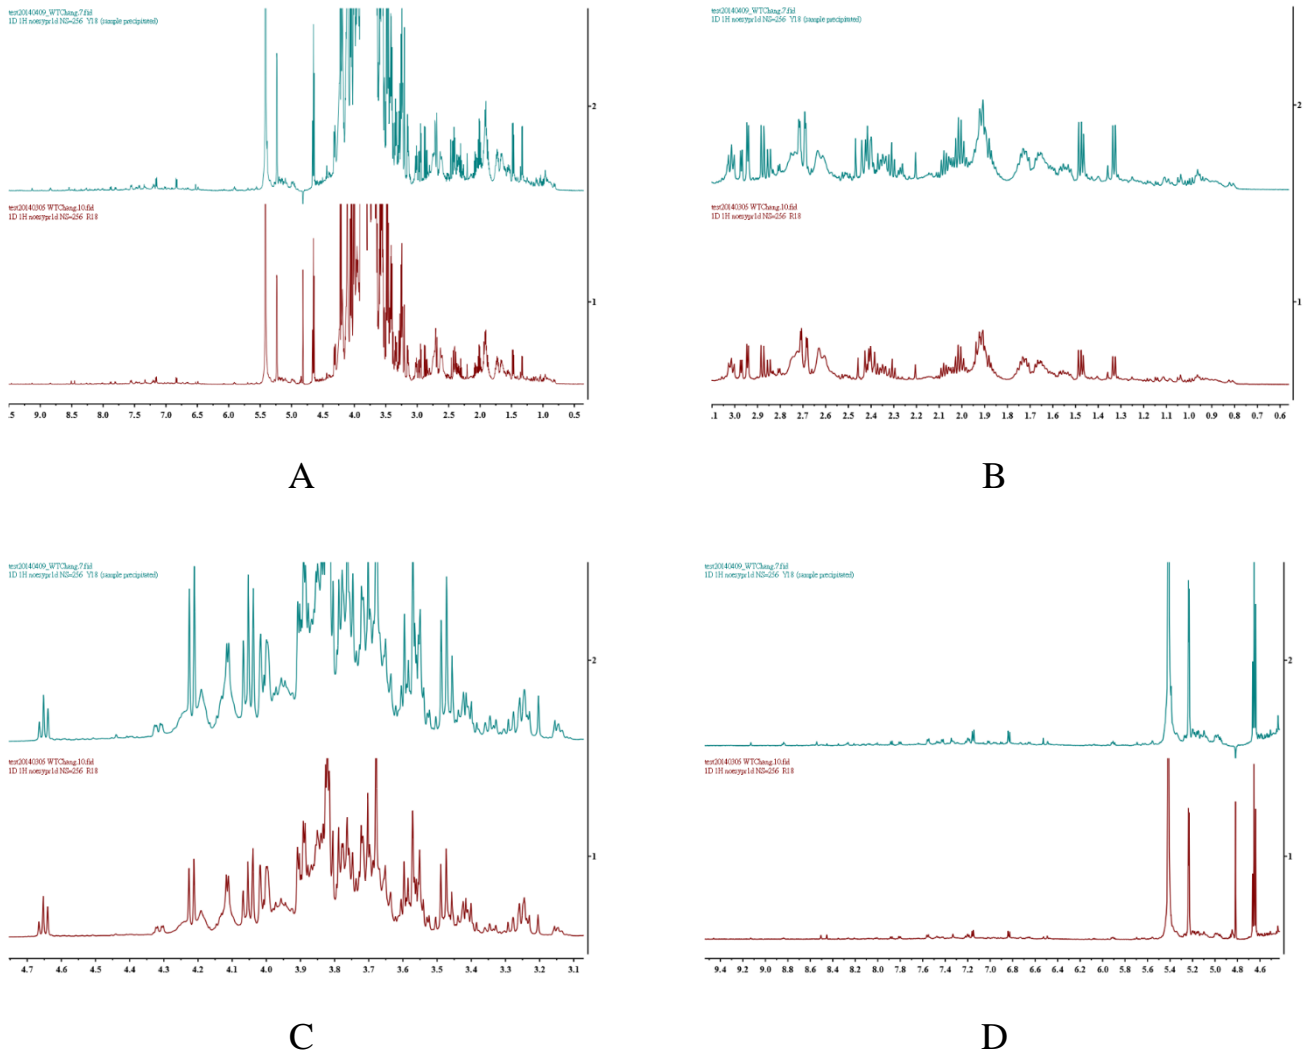 test20140409_WTChang.7.fid
1D 1H noesypr1d NS=256 Y18 (sample precipitated)
2
test20140305 WTChang.10.fid
1D 1H noesypr1d NS=256 R18
1
.5 9.0 8.5 8.0 7.5 7.0 6.5 6.0 5.5 5.0 4.5 4.0 3.5 3.0 2.5 2.0 1.5 1.0 0.5
A
test20140409_WTChang.7.fid
1D 1H noesypr1d NS=256 Y18 (sample precipitated)
2
test20140305 WTChang.10.fid
1D 1H noesypr1d NS=256 R18
1
.1 3.0 2.9 2.8 2.7 2.6 2.5 2.4 2.3 2.2 2.1 2.0 1.9 1.8 1.7 1.6 1.5 1.4 1.3 1.2 1.1 1.0 0.9 0.8 0.7 0.6
B
test20140409_WTChang.7.fid
1D 1H noesypr1d NS=256 Y18 (sample precipitated)
2
test20140305 WTChang.10.fid
1D 1H noesypr1d NS=256 R18
1
4.7 4.6 4.5 4.4 4.3 4.2 4.1 4.0 3.9 3.8 3.7 3.6 3.5 3.4 3.3 3.2 3.1
C
test20140409_WTChang.7.fid
1D 1H noesypr1d NS=256 Y18 (sample precipitated)
2
test20140305 WTChang.10.fid
1D 1H noesypr1d NS=256 R18
1
9.4 9.2 9.0 8.8 8.6 8.4 8.2 8.0 7.8 7.6 7.4 7.2 7.0 6.8 6.6 6.4 6.2 6.0 5.8 5.6 5.4 5.2 5.0 4.8 4.6
D